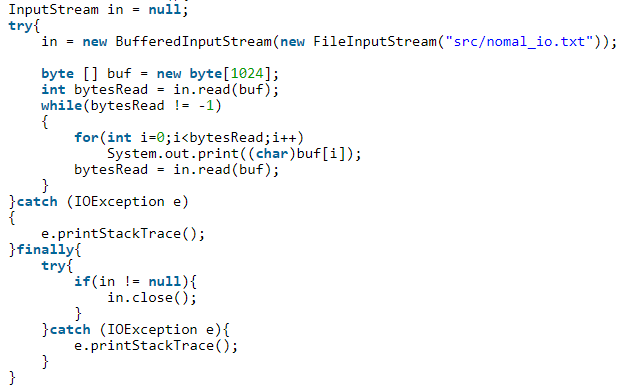 InputStream in = null;
try{
    in = new BufferedInputStream(new FileInputStream("src/nomal_io.txt"));

    byte [] buf = new byte[1024];
    int bytesRead = in.read(buf);
    while(bytesRead != -1)
    {
        for(int i=0;i<bytesRead;i++)
            System.out.print((char)buf[i]);
        bytesRead = in.read(buf);
    }
}catch (IOException e)
{
    e.printStackTrace();
}finally{
    try{
        if(in != null){
            in.close();
        }
    }catch (IOException e){
        e.printStackTrace();
    }
}